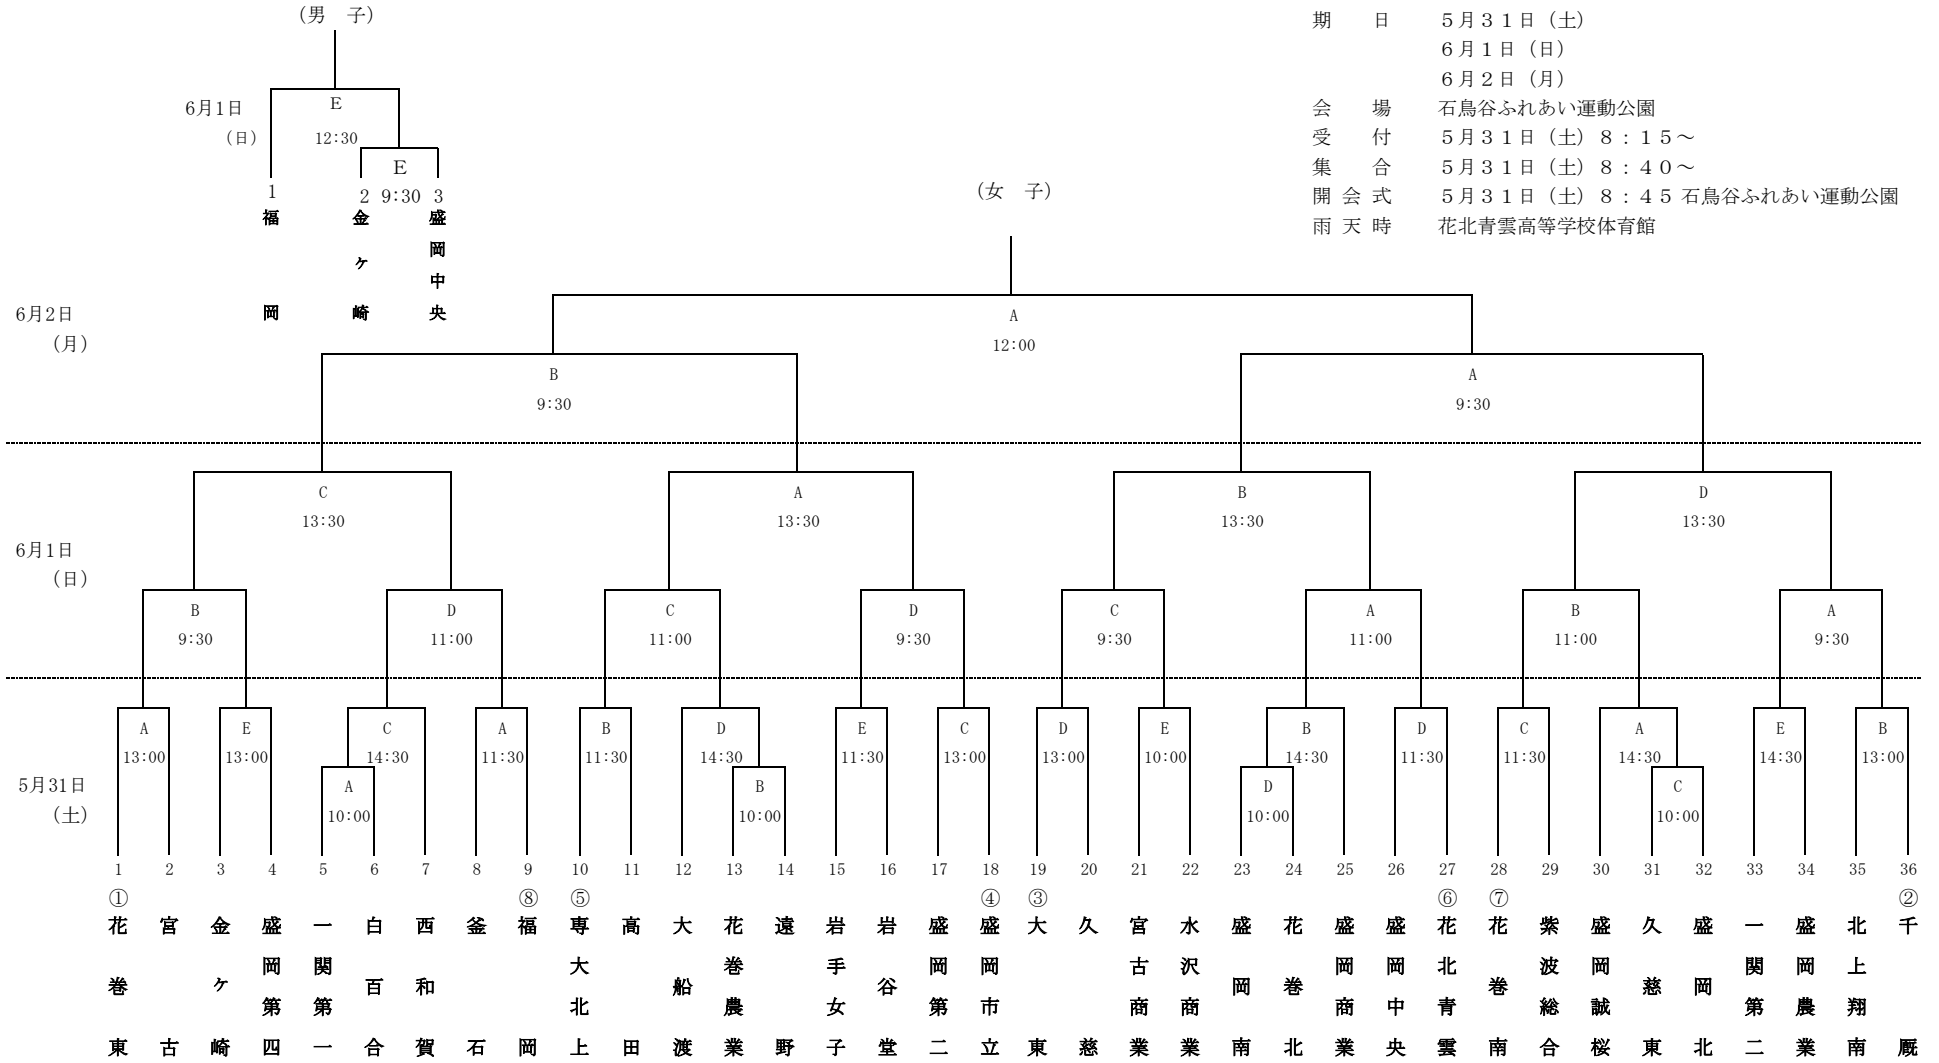 (男　子)
期　日　５月３１日（土）
６月１日（日）
６月２日（月）
会　場　石鳥谷ふれあい運動公園
受　付　５月３１日（土）８：１５～
集　合　５月３１日（土）８：４０～
開 会 式　５月３１日（土）８：４５ 石鳥谷ふれあい運動公園
雨 天 時　花北青雲高等学校体育館
6月1日
（日）
E
12:30
E
9:30
1
2
3
福岡
金ヶ崎
盛岡中央
(女　子)
6月2日
（月）
A
12:00
B
9:30
A
9:30
6月1日
（日）
C
13:30
A
13:30
B
13:30
D
13:30
B
9:30
D
11:00
C
11:00
D
9:30
C
9:30
A
11:00
B
11:00
A
9:30
5月31日
（土）
A
13:00
E
13:00
C
14:30
A
11:30
B
11:30
D
14:30
E
11:30
C
13:00
D
13:00
E
10:00
B
14:30
D
11:30
C
11:30
A
14:30
E
14:30
B
13:00
A
10:00
B
10:00
D
10:00
C
10:00
1 2 3 4 5 6 7 8 9 10 11 12 13 14 15 16 17 18 19 20 21 22 23 24 25 26 27 28 29 30 31 32 33 34 35 36
① ⑧ ⑤ ④ ③ ⑥ ⑦ ②
花巻東
宮古
金ヶ崎
盛岡第四
一関第一
白百合
西和賀
釜石
福岡
専大北上
高田
大船渡
花巻農業
遠野
岩手女子
岩谷堂
盛岡第二
盛岡市立
大東
久慈
宮古商業
水沢商業
盛岡南
花巻北
盛岡商業
盛岡中央
花北青雲
花巻南
紫波総合
盛岡誠桜
久慈東
盛岡北
一関第二
盛岡農業
北上翔南
千厩